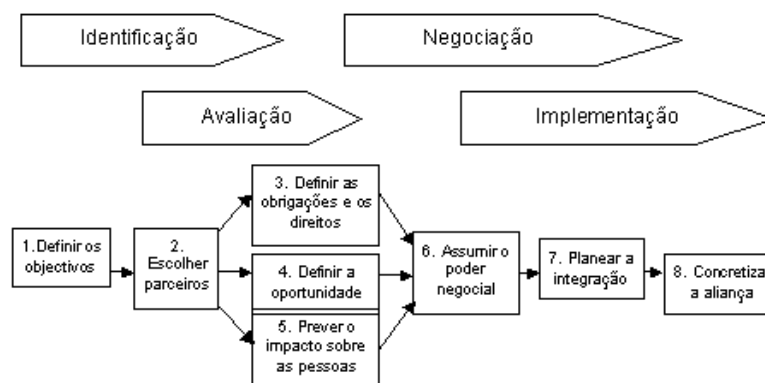 Identificação
Negociação
Avaliação
Implementação
3. Definir as
obrigações e os
direitos
1.Definir os
objectivos
2.
Escolher
parceiros
4. Definir a
oportunidade
5. Prever o
impacto sobre
as pessoas
6. Assumir o
poder
negocial
7. Planear a
integração
8. Concretiza
a aliança